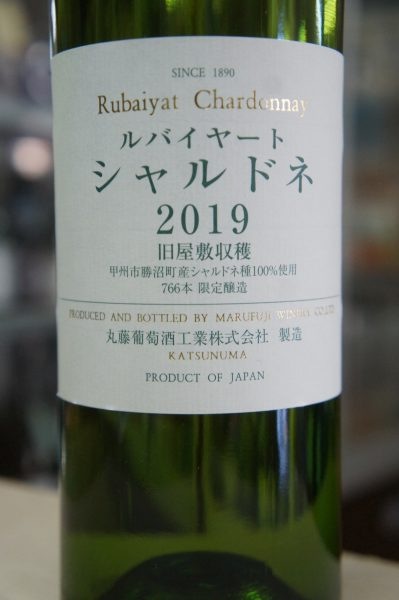 SINCE 1890
Rubaiyat Chardonnay
ルバイヤート
シャルドネ
2019
旧屋敷収穫
甲州市勝沼町産シャルドネ種100%使用
766本 限定醸造
PRODUCED AND BOTTLED BY MARUFUJI WINERY CO.,LTD.
丸藤葡萄酒工業株式会社 製造
KATSUNUMA
PRODUCT OF JAPAN